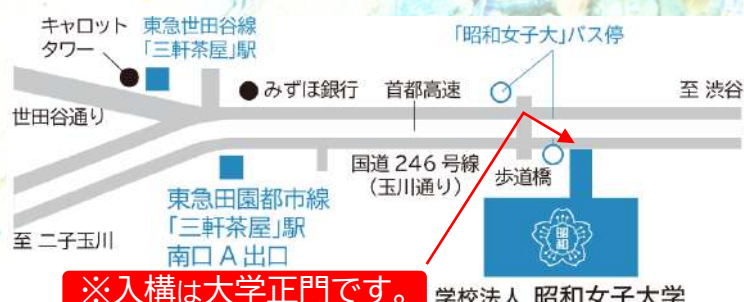 キャロット
タワー
東急世田谷線
「三軒茶屋」駅
「昭和女子大」バス停
みずほ銀行
首都高速
至 渋谷
世田谷通り
国道 246 号線
(玉川通り)
歩道橋
東急田園都市線
「三軒茶屋」駅
南口 A 出口
至 二子玉川
昭和
※入構は大学正門です。
学校法人 昭和女子大学